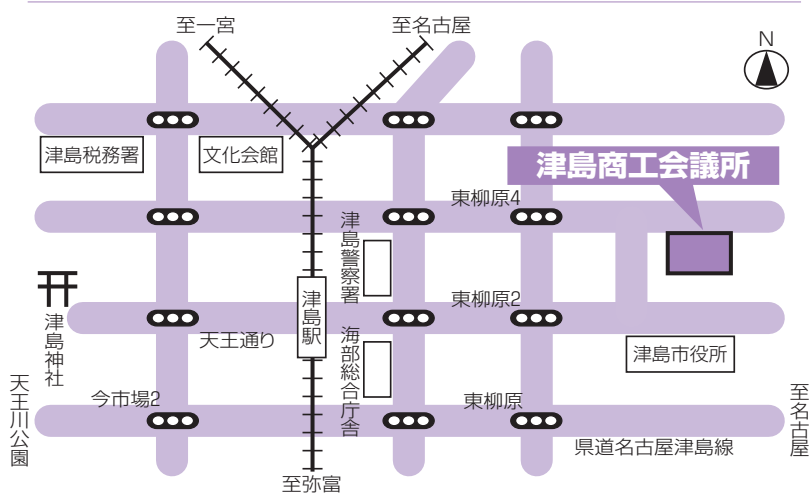 至一宮
至名古屋
N
津島税務署
文化会館
津島商工会議所
東柳原4
津島警察署
津島駅
東柳原2
津島神社
天王通り
海部総合庁舎
津島市役所
天王川公園
今市場2
東柳原
至名古屋
県道名古屋津島線
至弥富